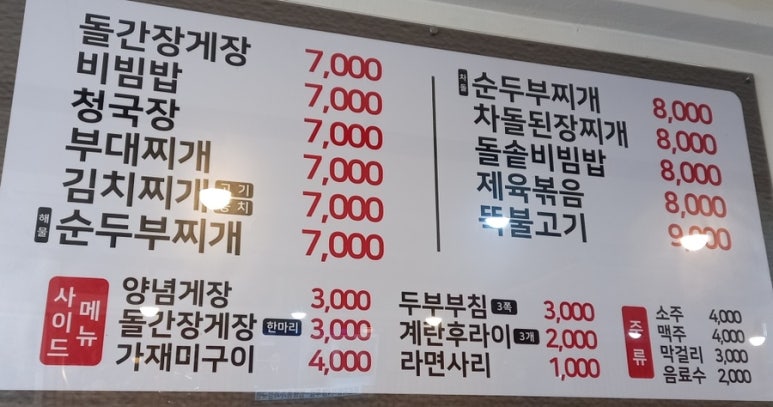 돌간장게장 7,000
비빔밥 7,000
청국장 7,000
부대찌개 7,000
김치찌개 고기 참치 7,000
해물 순두부찌개 7,000
차돌 순두부찌개 8,000
차돌된장찌개 8,000
돌솥비빔밥 8,000
제육볶음 8,000
뚝불고기 9,000
사이드 메뉴
양념게장 3,000
돌간장게장 한마리 3,000
가재미구이 4,000
두부부침 3쪽 3,000
계란후라이 3개 2,000
라면사리 1,000
주류
소주 4,000
맥주 4,000
막걸리 3,000
음료수 2,000